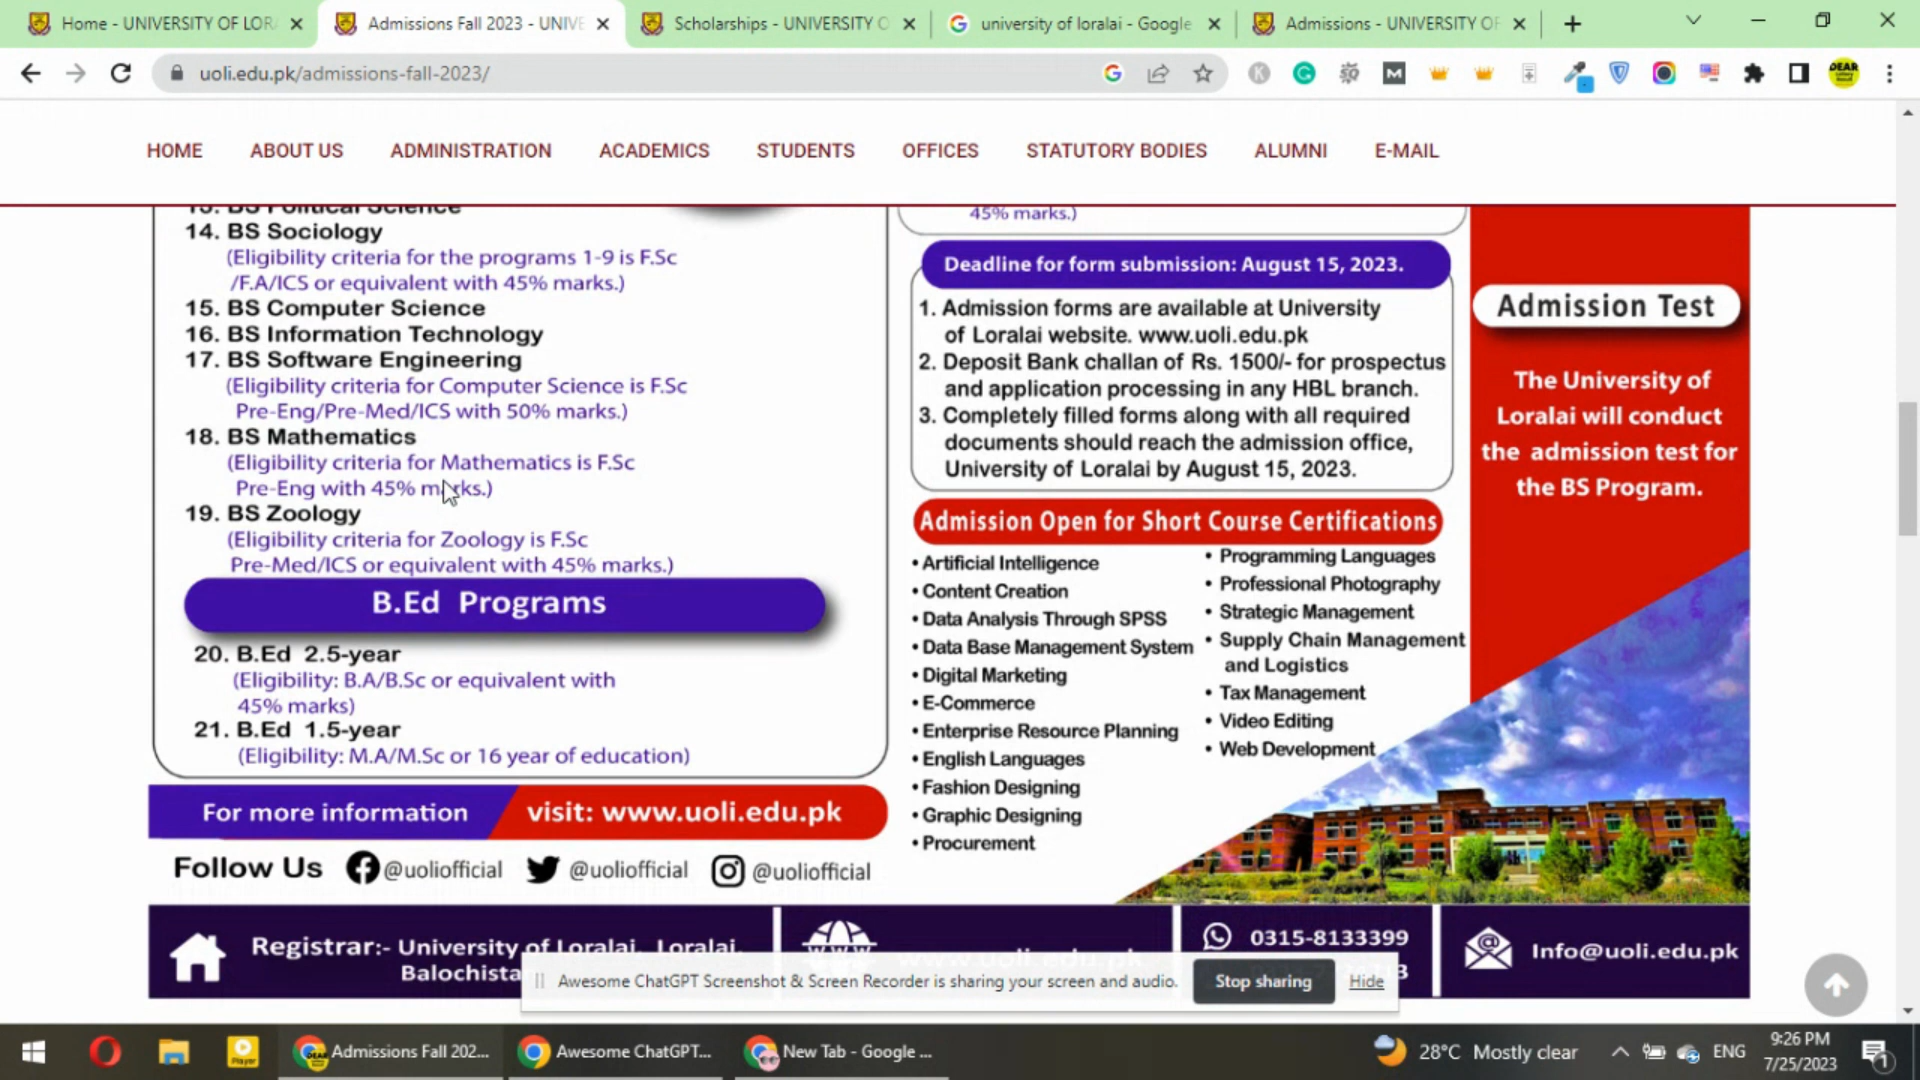 Home - UNIVERSITY OF LOR
Admissions Fall 2023 - UNIVE
Scholarships - UNIVERSITY O
university of loralai - Google
Admissions - UNIVERSITY OF
uoli.edu.pk/admissions-fall-2023/
HOME ABOUT US ADMINISTRATION ACADEMICS STUDENTS OFFICES STATUTORY BODIES ALUMNI E-MAIL
BS Political Science
14. BS Sociology
(Eligibility criteria for the programs 1-9 is F.Sc
/F.A/ICS or equivalent with 45% marks.)
15. BS Computer Science
16. BS Information Technology
17. BS Software Engineering
(Eligibility criteria for Computer Science is F.Sc
Pre-Eng/Pre-Med/ICS with 50% marks.)
18. BS Mathematics
(Eligibility criteria for Mathematics is F.Sc
Pre-Eng with 45% marks.)
19. BS Zoology
(Eligibility criteria for Zoology is F.Sc
Pre-Med/ICS or equivalent with 45% marks.)
B.Ed Programs
20. B.Ed 2.5-year
(Eligibility: B.A/B.Sc or equivalent with
45% marks)
21. B.Ed 1.5-year
(Eligibility: M.A/M.Sc or 16 year of education)
For more information visit: www.uoli.edu.pk
Follow Us @uoliofficial @uoliofficial @uoliofficial
45% marks.)
Deadline for form submission: August 15, 2023.
1. Admission forms are available at University
of Loralai website. www.uoli.edu.pk
2. Deposit Bank challan of Rs. 1500/- for prospectus
and application processing in any HBL branch.
3. Completely filled forms along with all required
documents should reach the admission office,
University of Loralai by August 15, 2023.
Admission Open for Short Course Certifications
• Artificial Intelligence
• Content Creation
• Data Analysis Through SPSS
• Data Base Management System
• Digital Marketing
• E-Commerce
• Enterprise Resource Planning
• English Languages
• Fashion Designing
• Graphic Designing
• Procurement
• Programming Languages
• Professional Photography
• Strategic Management
• Supply Chain Management
and Logistics
• Tax Management
• Video Editing
• Web Development
Admission Test
The University of
Loralai will conduct
the admission test for
the BS Program.
Registrar:- University of Loralai, Loralai,
Balochista
www.uoli.edu.pk
0315-8133399
Info@uoli.edu.pk
Awesome ChatGPT Screenshot & Screen Recorder is sharing your screen and audio. Stop sharing Hide
Admissions Fall 202...
Awesome ChatGPT...
New Tab - Google ...
28°C Mostly clear
ENG
9:26 PM
7/25/2023